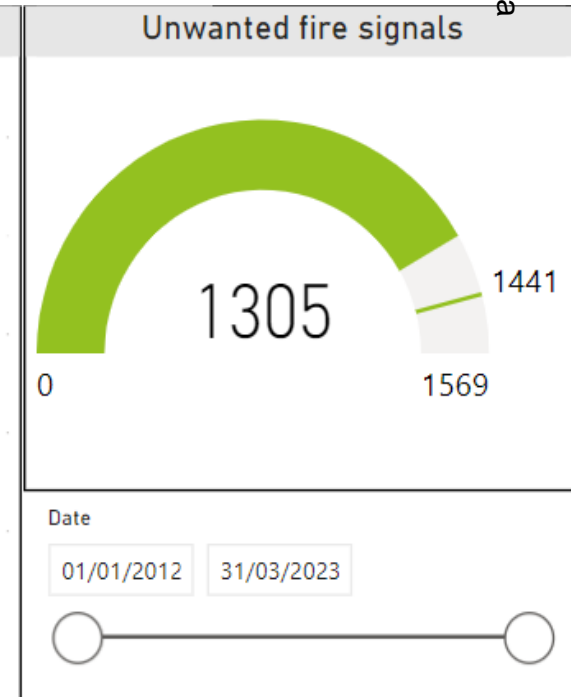 a
Unwanted fire signals
1441
1305
0
1569
Date
01/01/2012
31/03/2023